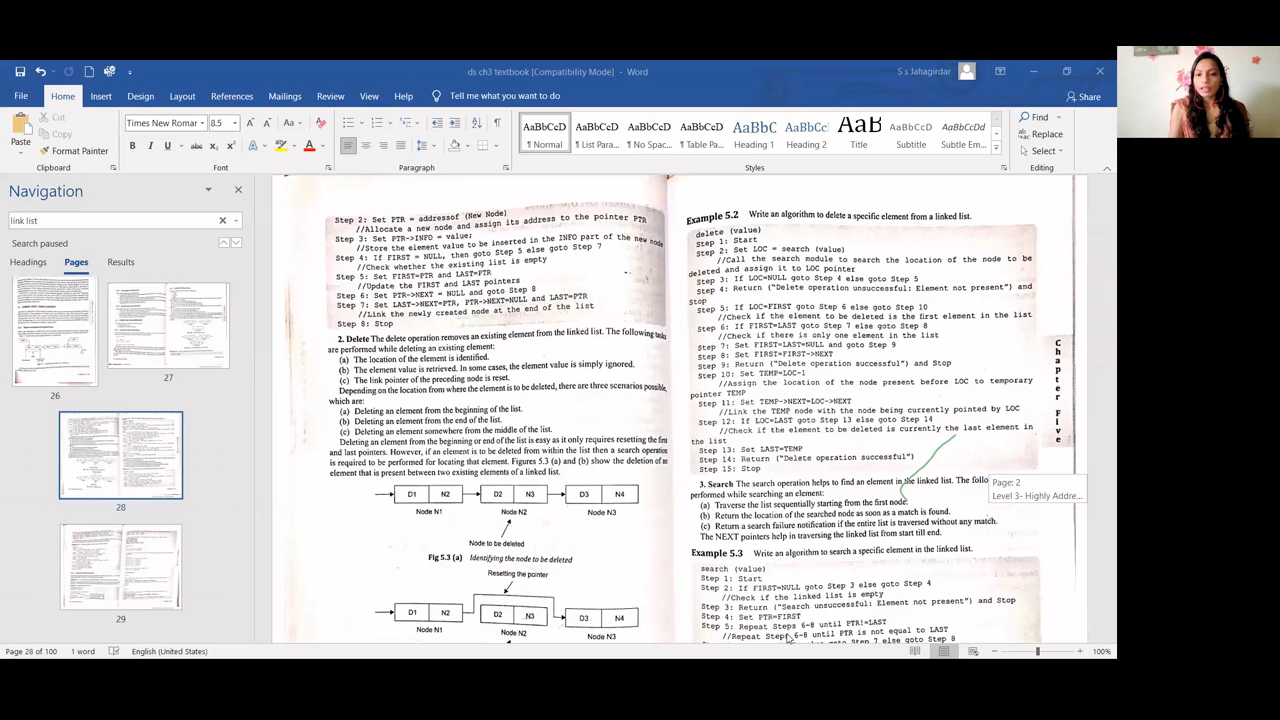 ds ch3 textbook [Compatibility Mode] - Word
S s Jahagirdar
File Home Insert Design Layout References Mailings Review View Help Tell me what you want to do Share
Paste
Cut
Copy
Format Painter
Clipboard
Times New Romar 8.5
Font
Paragraph
AaBbCcD AaBbCcD AaBbCcD AaBbCcD AaBbC AaBbCc AaB AaBbCcD AaBbCcD
¶ Normal ¶ List Para... ¶ No Spac... ¶ Table Pa... Heading 1 Heading 2 Title Subtitle Subtle Em...
Styles
Find
Replace
Select
Editing
Navigation
link list
Search paused
Headings Pages Results
26
27
28
29
Step 2: Set PTR = addressof (New Node)
//Allocate a new node and assign its address to the pointer PTR
Step 3: Set PTR->INFO = value;
//Store the element value to be inserted in the INFO part of the new node
Step 4: If FIRST = NULL, then goto Step 5 else goto Step 7
//Check whether the existing list is empty
Step 5: Set FIRST=PTR and LAST=PTR
//Update the FIRST and LAST pointers
Step 6: Set PTR->NEXT = NULL and goto Step 8
Step 7: Set LAST->NEXT=PTR, PTR->NEXT=NULL and LAST=PTR
//Link the newly created node at the end of the list
Step 8: Stop
2. Delete The delete operation removes an existing element from the linked list. The following tasks
are performed while deleting an existing element:
(a) The location of the element is identified.
(b) The element value is retrieved. In some cases, the element value is simply ignored.
(c) The link pointer of the preceding node is reset.
Depending on the location from where the element is to be deleted, there are three scenarios possible,
which are:
(a) Deleting an element from the beginning of the list.
(b) Deleting an element from the end of the list.
(c) Deleting an element somewhere from the middle of the list.
Deleting an element from the beginning or end of the list is easy as it only requires resetting the first
and last pointers. However, if an element is to be deleted from within the list then a search operation
is required to be performed for locating that element. Figures 5.3 (a) and (b) show the deletion of an
element that is present between two existing elements of a linked list.
D1 N2 D2 N3 D3 N4
Node N1 Node N2 Node N3
Node to be deleted
Fig 5.3 (a) Identifying the node to be deleted
Resetting the pointer
D1 N2 D2 N3 D3 N4
Node N1 Node N2 Node N3
Example 5.2 Write an algorithm to delete a specific element from a linked list.
delete (value)
Step 1: Start
Step 2: Set LOC = search (value)
//Call the search module to search the location of the node to be
deleted and assign it to LOC pointer
Step 3: If LOC=NULL goto Step 4 else goto Step 5
Step 4: Return ("Delete operation unsuccessful: Element not present") and
Stop
Step 5: If LOC=FIRST goto Step 6 else goto Step 10
//Check if the element to be deleted is the first element in the list
Step 6: If FIRST=LAST goto Step 7 else goto Step 8
//Check if there is only one element in the list
Step 7: Set FIRST=LAST=NULL and goto Step 9
Step 8: Set FIRST=FIRST->NEXT
Step 9: Return ("Delete operation successful") and Stop
Step 10: Set TEMP=LOC-1
//Assign the location of the node present before LOC to temporary
pointer TEMP
Step 11: Set TEMP->NEXT=LOC->NEXT
//Link the TEMP node with the node being currently pointed by LOC
Step 12: If LOC=LAST goto Step 13 else goto Step 14
//Check if the element to be deleted is currently the last element in
the list
Step 13: Set LAST=TEMP
Step 14: Return ("Delete operation successful")
Step 15: Stop
3. Search The search operation helps to find an element in the linked list. The follo
performed while searching an element:
(a) Traverse the list sequentially starting from the first node.
(b) Return the location of the searched node as soon as a match is found.
(c) Return a search failure notification if the entire list is traversed without any match.
The NEXT pointers help in traversing the linked list from start till end.
Example 5.3 Write an algorithm to search a specific element in the linked list.
search (value)
Step 1: Start
Step 2: If FIRST=NULL goto Step 3 else goto Step 4
//Check if the linked list is empty
Step 3: Return ("Search unsuccessful: Element not present") and Stop
Step 4: Set PTR=FIRST
Step 5: Repeat Steps 6-8 until PTR!=LAST
//Repeat Steps 6-8 until PTR is not equal to LAST
goto Step 7 else goto Step 8
Chapter Five
Page: 2
Level 3- Highly Addre...
Page 28 of 100 1 word English (United States) 100%